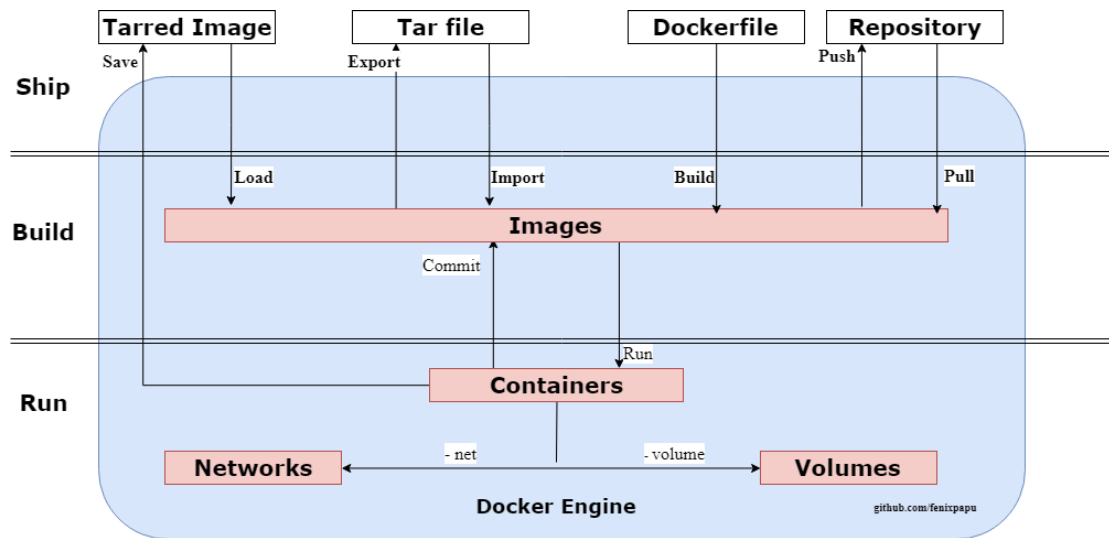 Tarred Image
Tar file
Dockerfile
Repository
Save
Export
Push
Ship
Load
Import
Build
Pull
Build
Images
Commit
Run
Containers
Run
- net
- volume
Networks
Volumes
Docker Engine
github.com/fenixpapu